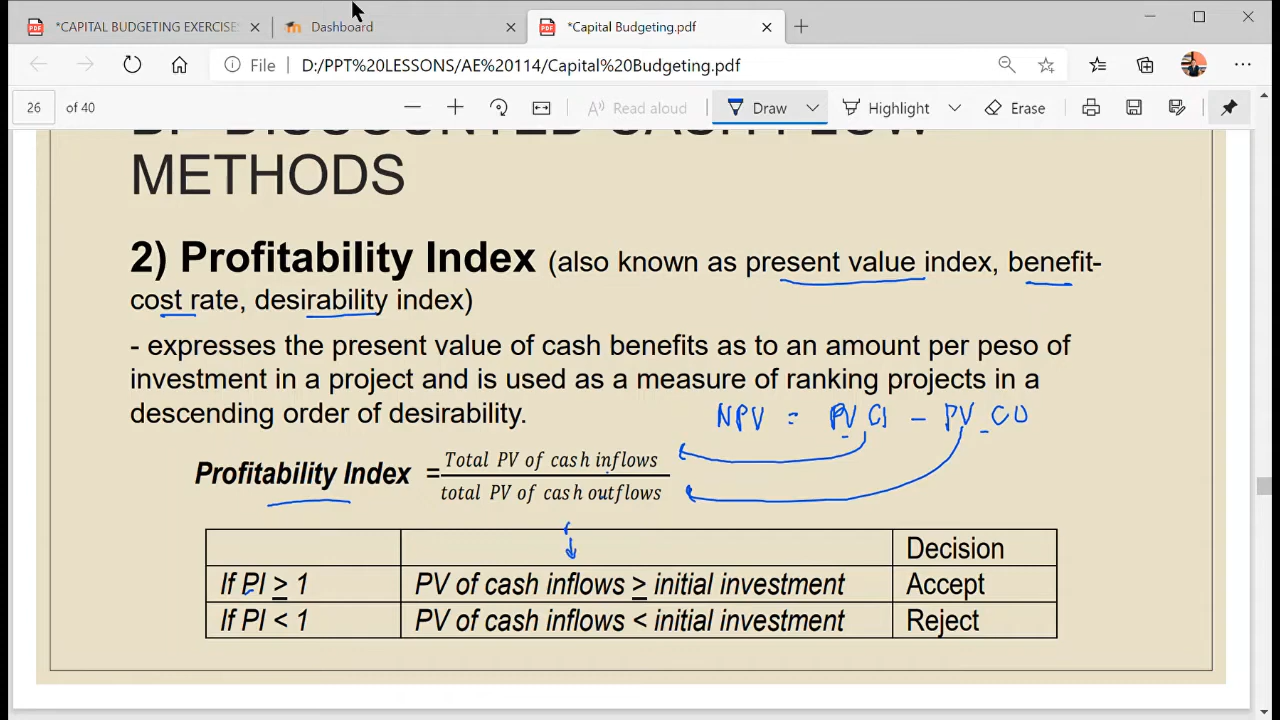 *CAPITAL BUDGETING EXERCISE
Dashboard
*Capital Budgeting.pdf
File
D:/PPT%20LESSONS/AE%20114/Capital%20Budgeting.pdf
26 of 40
Read aloud
Draw
Highlight
Erase
B. DISCOUNTED CASH FLOW
METHODS
2) Profitability Index (also known as present value index, benefit-
cost rate, desirability index)
- expresses the present value of cash benefits as to an amount per peso of
investment in a project and is used as a measure of ranking projects in a
descending order of desirability.
NPV = PV CI - PV CO
Profitability Index = Total PV of cash inflows
total PV of cash outflows
Decision
If PI ≥ 1 PV of cash inflows ≥ initial investment Accept
If PI < 1 PV of cash inflows < initial investment Reject